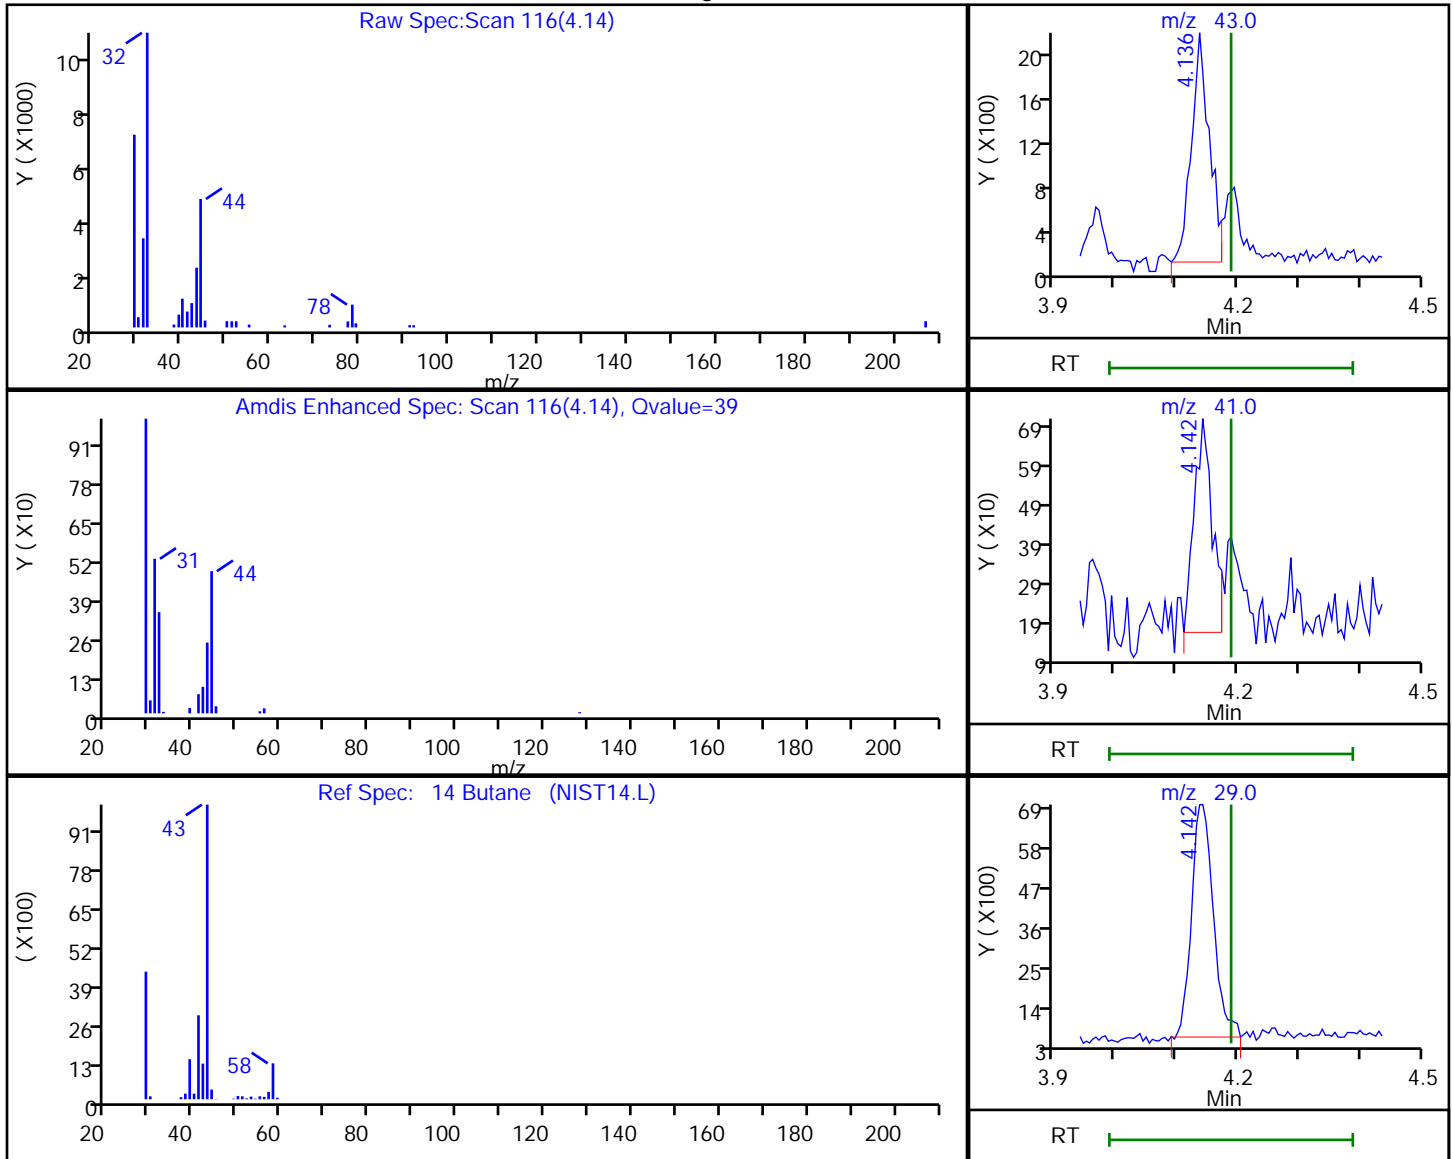 Raw Spec:Scan 116(4.14)
Y ( X1000)
10
8
6
4
2
0
32
44
78
20 40 60 80 100 120 140 160 180 200
m/z
m/z 43.0
Y ( X100)
20
16
12
8
4
0
4.136
3.9 4.2 4.5
Min
RT
Amdis Enhanced Spec: Scan 116(4.14), Qvalue=39
Y ( X10)
91
78
65
52
39
26
13
0
31
44
20 40 60 80 100 120 140 160 180 200
m/z
m/z 41.0
Y ( X10)
69
59
49
39
29
19
9
4.142
3.9 4.2 4.5
Min
RT
Ref Spec: 14 Butane (NIST14.L)
( X100)
91
78
65
52
39
26
13
0
43
58
20 40 60 80 100 120 140 160 180 200
m/z 29.0
Y ( X100)
69
58
47
36
25
14
3
4.142
3.9 4.2 4.5
Min
RT